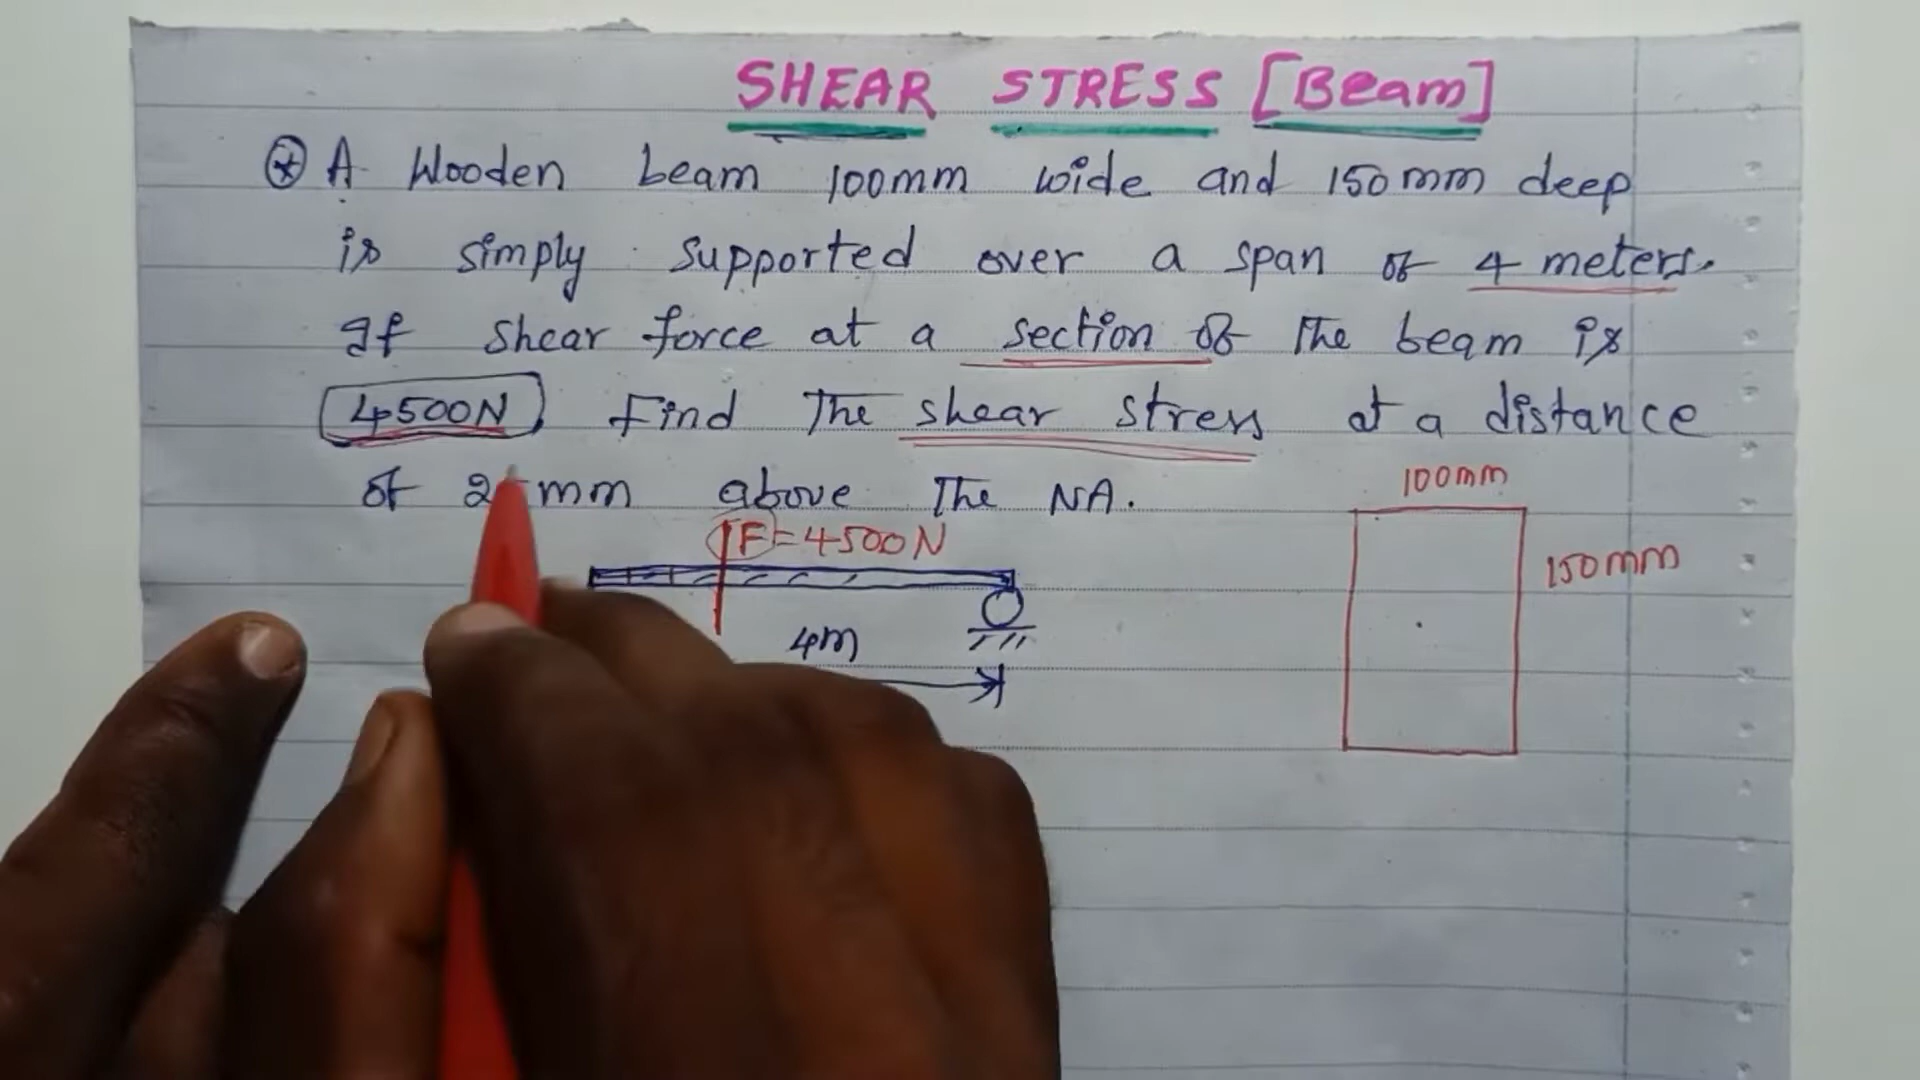 SHEAR STRESS [Beam]
A Wooden beam 100mm wide and 150mm deep
is simply supported over a span of 4 meters.
If shear force at a section of the beam is
4500N Find the shear stress at a distance
of mm above the NA.
100mm
F=4500N
150mm
4m